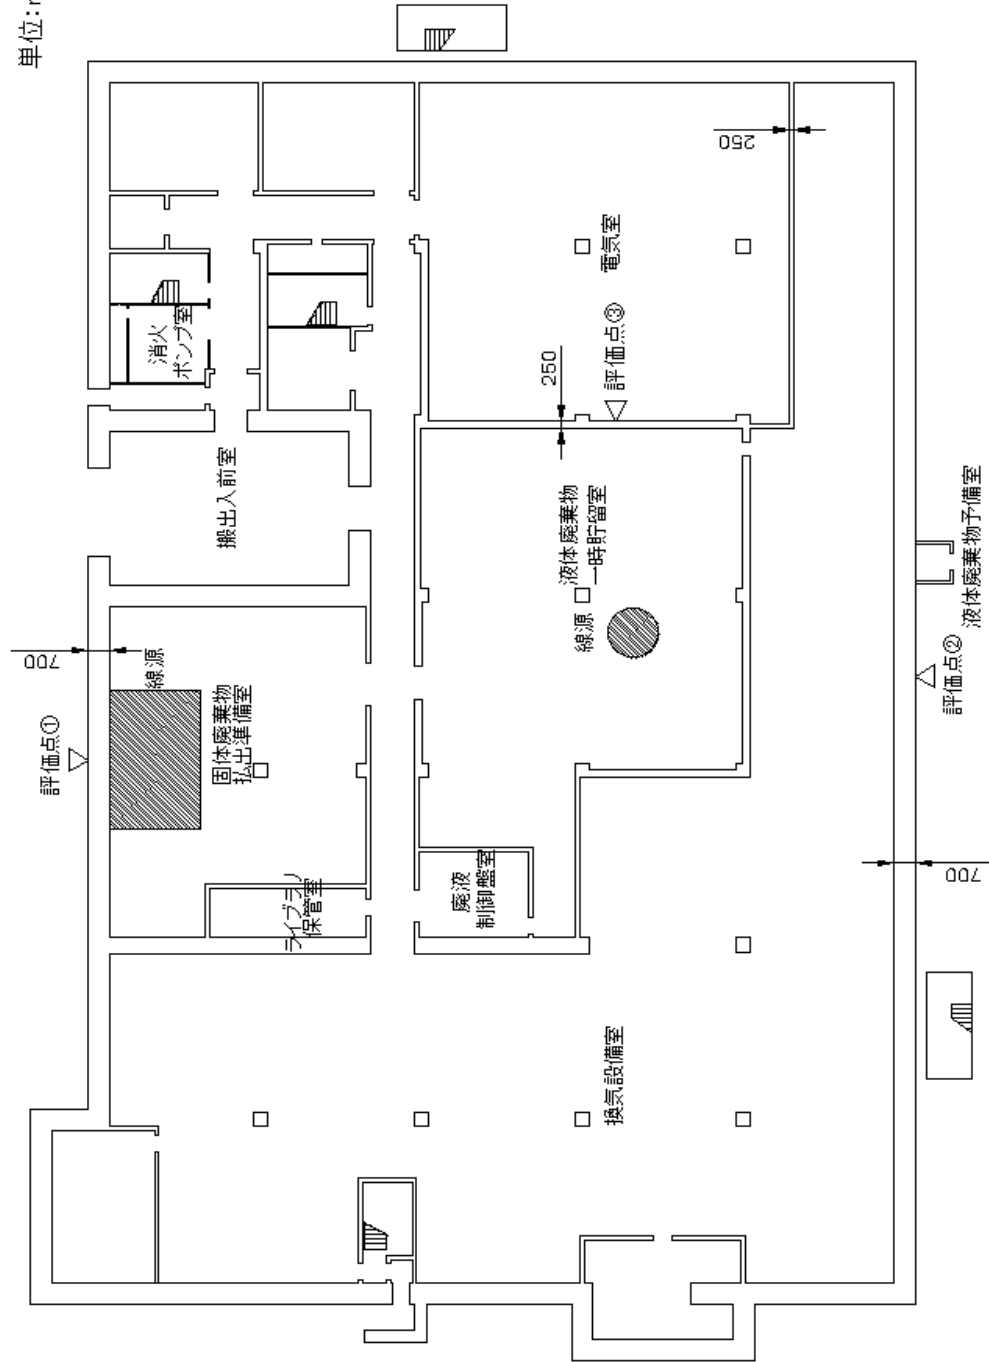 単位:
評価点①
700
線源
固体廃棄物
払出準備室
ライブラリ
保管室
搬出入前室
消火
ポンプ室
250
電気室
評価点③
250
液体廃棄物
一時貯留室
線源
廃液
制御盤室
換気設備室
評価点②
液体廃棄物予備室
700